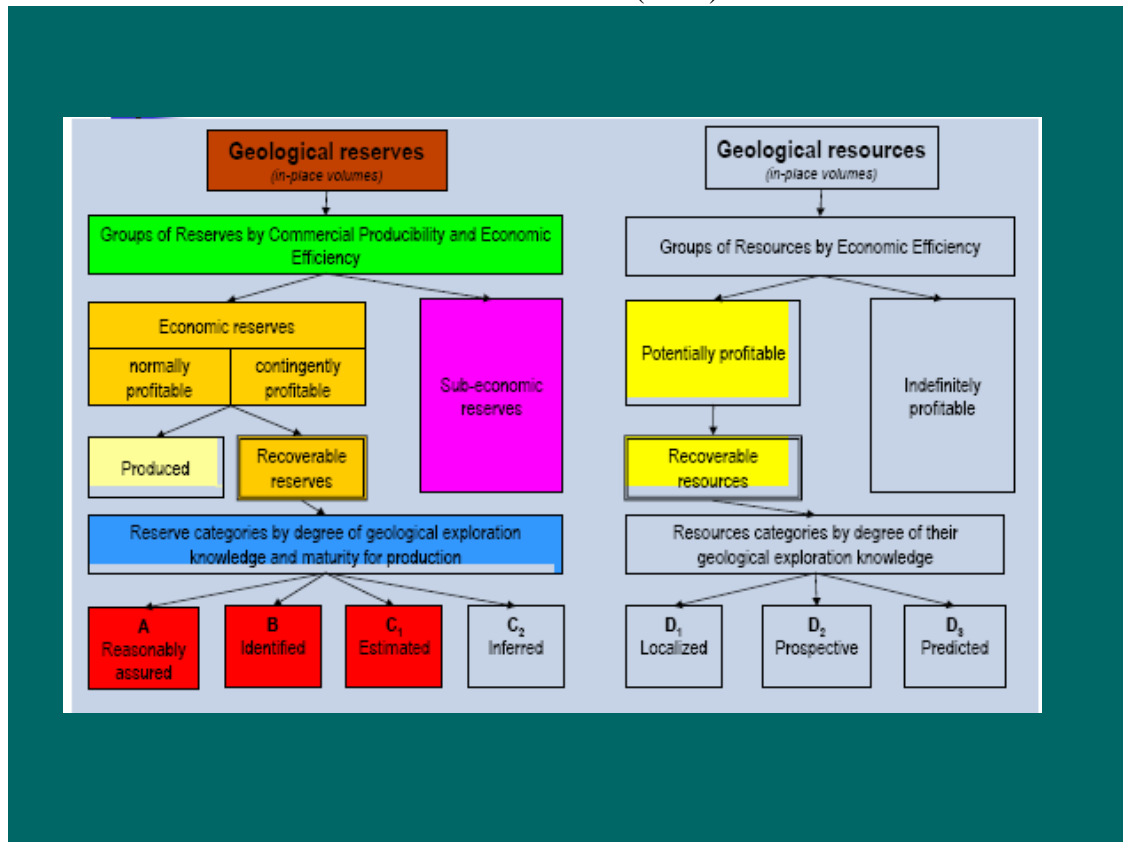 Geological reserves
(in-place volumes)
Groups of Reserves by Commercial Producibility and Economic
Efficiency
Economic reserves
normally
profitable
contingently
profitable
Sub-economic
reserves
Produced
Recoverable
reserves
Reserve categories by degree of geological exploration
knowledge and maturity for production
A
Reasonably
assured
B
Identified
C₁
Estimated
C₂
Inferred
Geological resources
(in-place volumes)
Groups of Resources by Economic Efficiency
Potentially profitable
Indefinitely
profitable
Recoverable
resources
Resources categories by degree of their
geological exploration knowledge
D₁
Localized
D₂
Prospective
D₃
Predicted